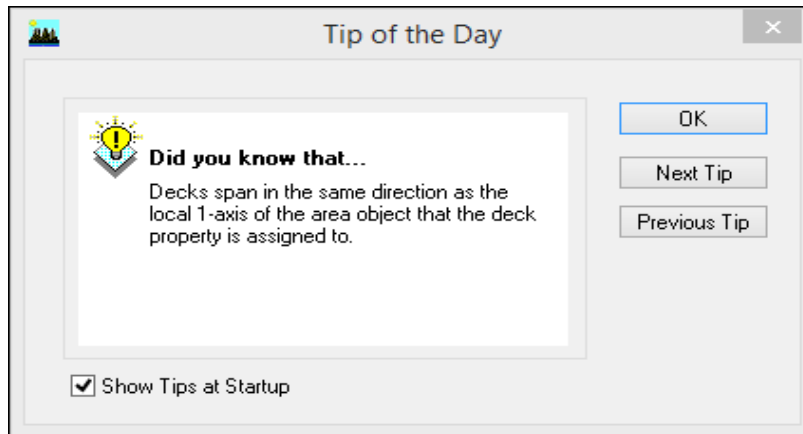 Tip of the Day
Did you know that...
Decks span in the same direction as the
local 1-axis of the area object that the deck
property is assigned to.
OK
Next Tip
Previous Tip
Show Tips at Startup